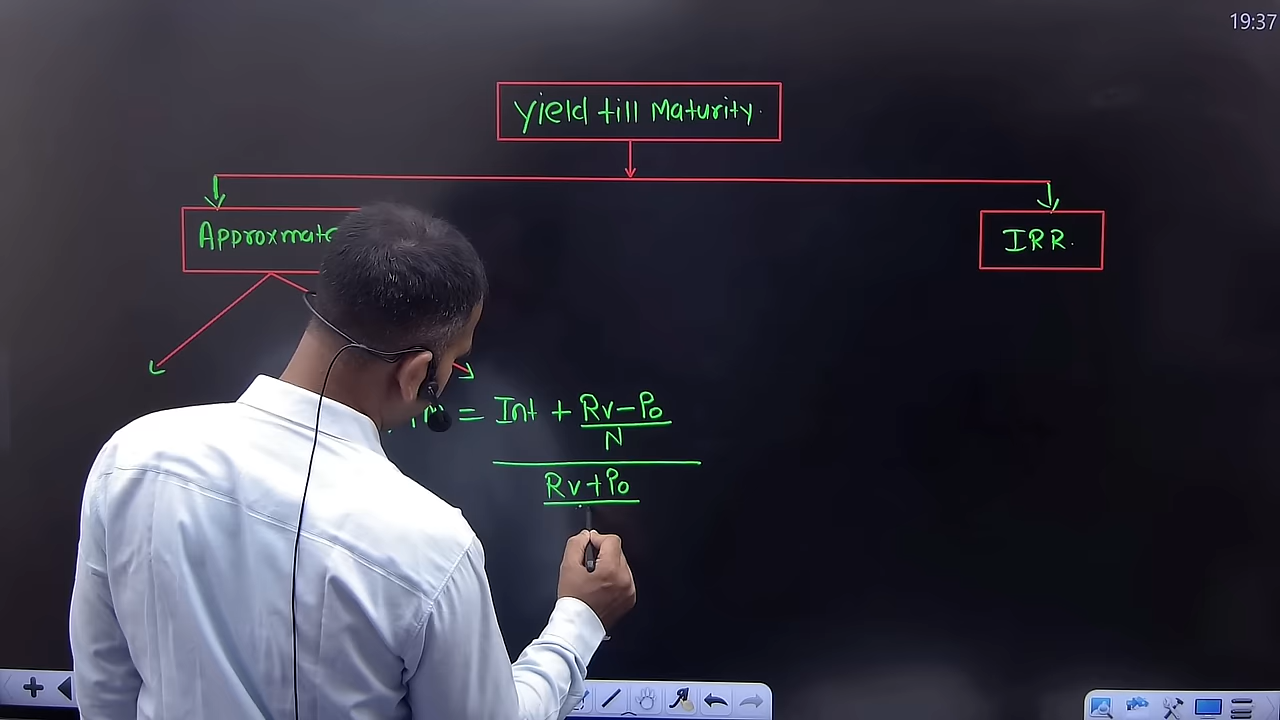 19:37
Yield till Maturity
Approxmate
IRR
= Int + Rv-Po
N
Rv+Po